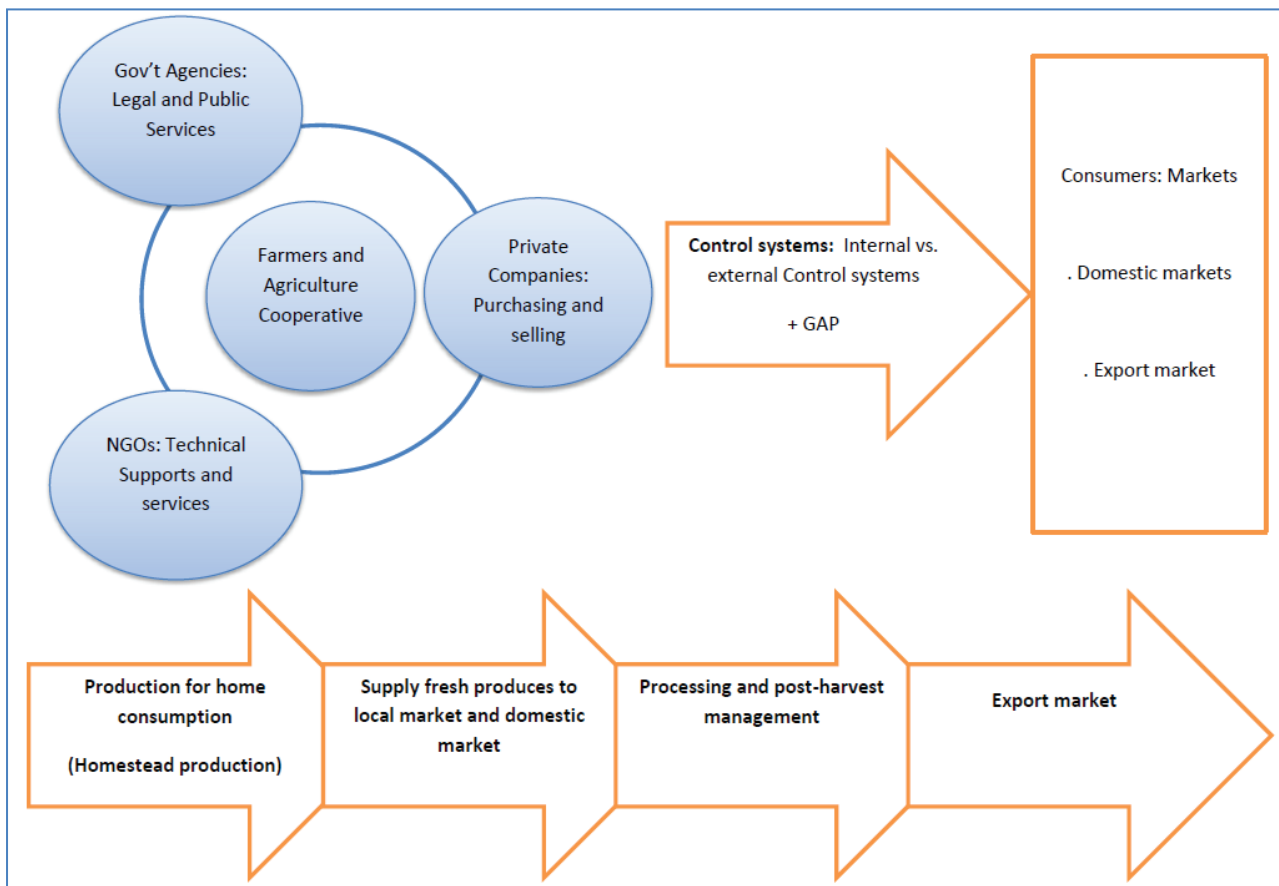 Gov’t Agencies:
Legal and Public
Services
Farmers and
Agriculture
Cooperative
Private
Companies:
Purchasing and
selling
NGOs: Technical
Supports and
services
Control systems: Internal vs.
external Control systems
+ GAP
Consumers: Markets
. Domestic markets
. Export market
Production for home
consumption
(Homestead production)
Supply fresh produces to
local market and domestic
market
Processing and post-harvest
management
Export market